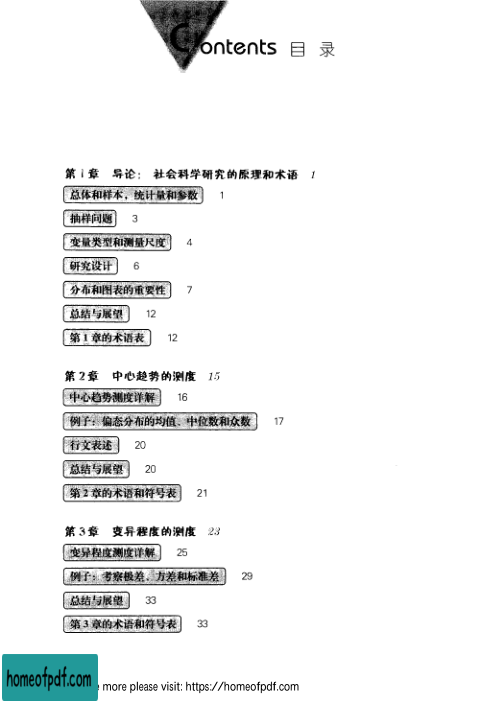 Contents 目 录
第1章 导论： 社会科学研究的原理和术语 1
总体和样本，统计量和参数 1
抽样问题 3
变量类型和测量尺度 4
研究设计 6
分布和图表的重要性 7
总结与展望 12
第1章的术语表 12
第2章 中心趋势的测度 15
中心趋势测度详解 16
例子：偏态分布的均值、中位数和众数 17
行文表述 20
总结与展望 20
第2章的术语和符号表 21
第3章 变异程度的测度 23
变异程度测度详解 25
例子：考察极差、方差和标准差 29
总结与展望 33
第3章的术语和符号表 33
homeofpdf.com
more please visit: https://homeofpdf.com